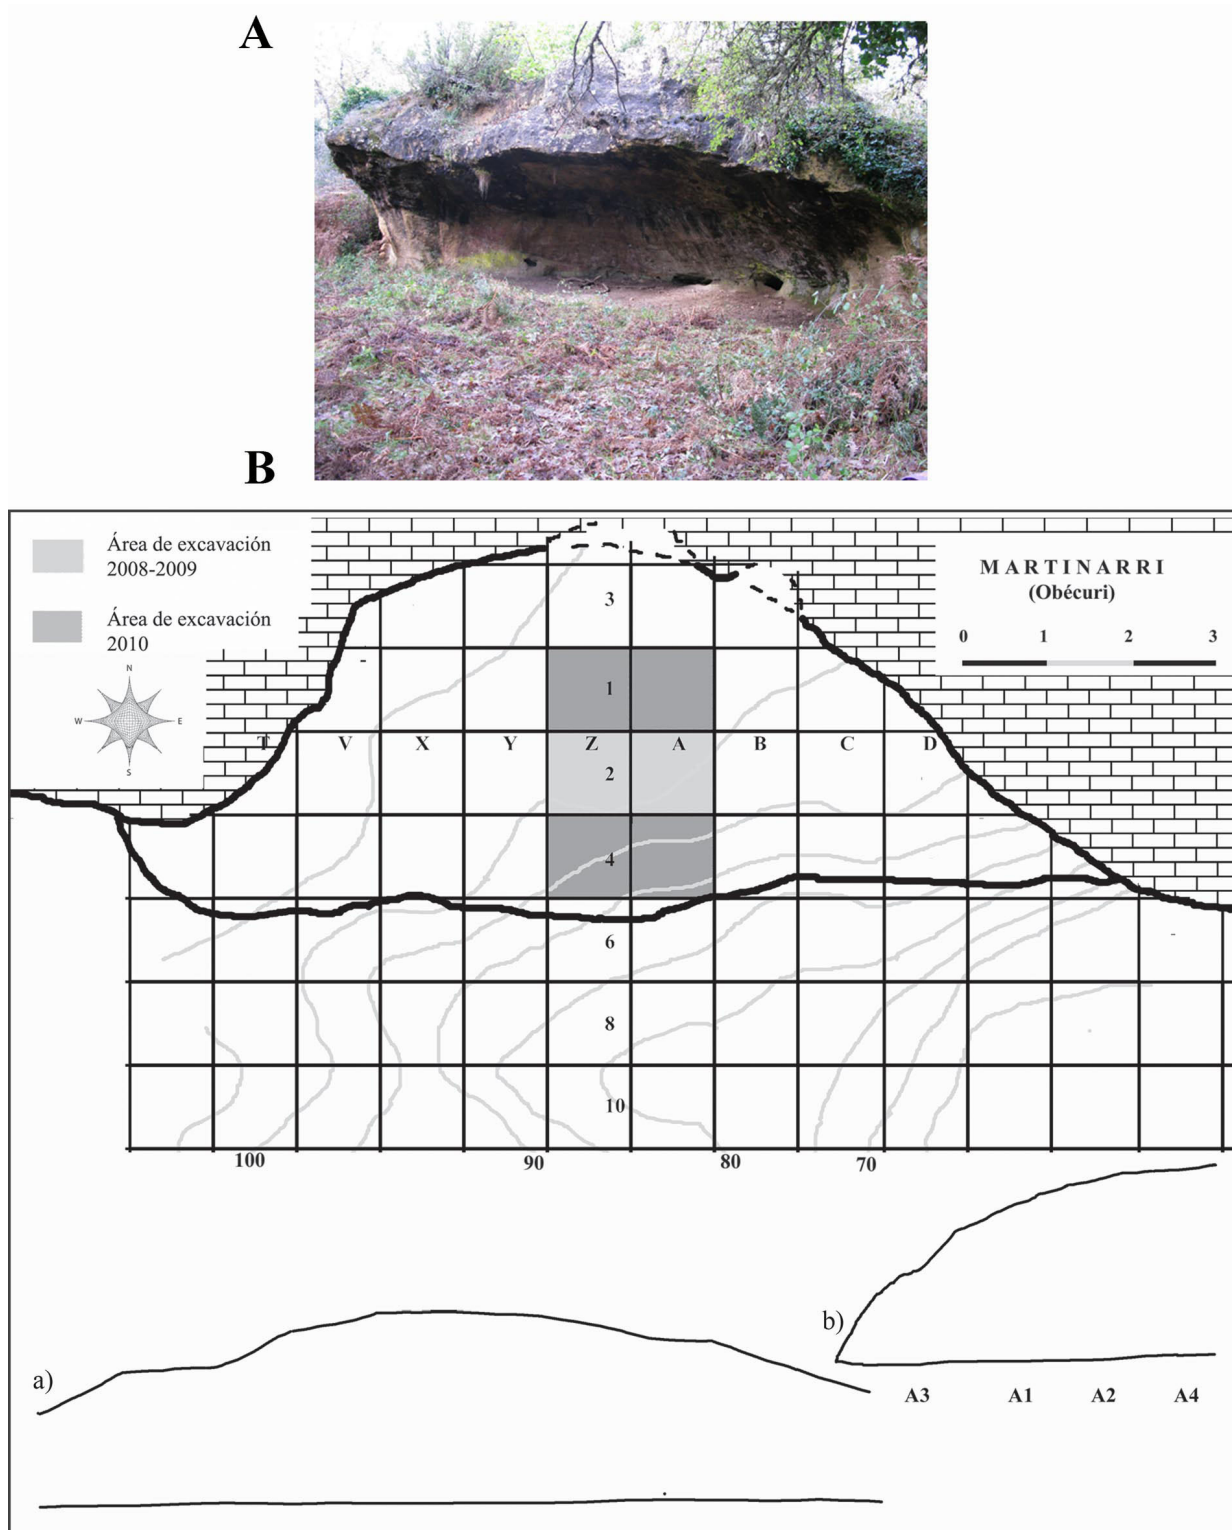 A
B
Área de excavación
2008-2009
Área de excavación
2010
N
W E
S
MARTINARRI
(Obécuri)
0 1 2 3
3
1
T V X Y Z A B C D
2
4
6
8
10
100 90 80 70
a)
b)
A3 A1 A2 A4